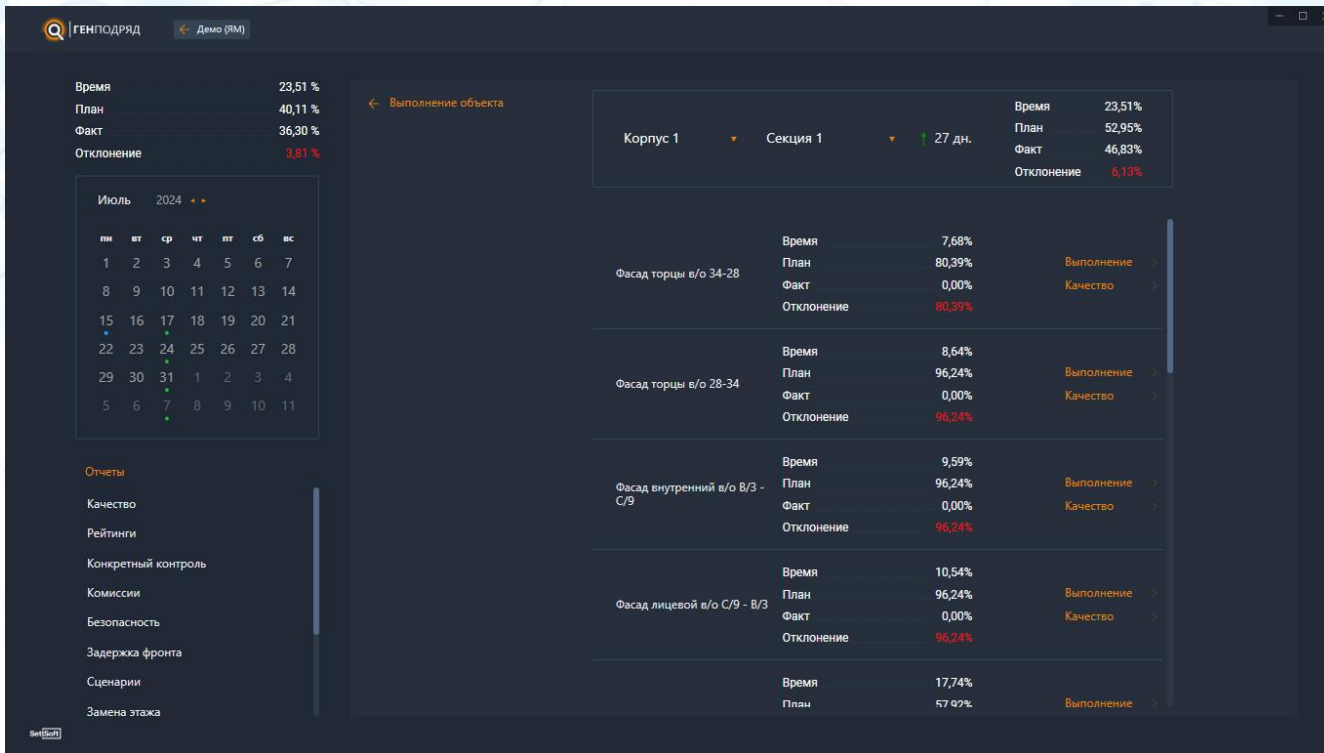 ГЕНПОДРЯД
← Демо (ЯМ)
Время 23,51 %
План 40,11 %
Факт 36,30 %
Отклонение 3,81 %
Июль 2024
пн вт ср чт пт сб вс
1 2 3 4 5 6 7
8 9 10 11 12 13 14
15 16 17 18 19 20 21
22 23 24 25 26 27 28
29 30 31 1 2 3 4
5 6 7 8 9 10 11
Отчеты
Качество
Рейтинги
Конкретный контроль
Комиссии
Безопасность
Задержка фронта
Сценарии
Замена этажа
SetSoft
← Выполнение объекта
Корпус 1 Секция 1 ↑ 27 дн.
Время 23,51%
План 52,95%
Факт 46,83%
Отклонение 6,13%
Фасад торцы в/о 34-28
Время 7,68%
План 80,39%
Факт 0,00%
Отклонение 80,39%
Выполнение
Качество
Фасад торцы в/о 28-34
Время 8,64%
План 96,24%
Факт 0,00%
Отклонение 96,24%
Выполнение
Качество
Фасад внутренний в/о В/3 -
С/9
Время 9,59%
План 96,24%
Факт 0,00%
Отклонение 96,24%
Выполнение
Качество
Фасад лицевой в/о С/9 - В/3
Время 10,54%
План 96,24%
Факт 0,00%
Отклонение 96,24%
Выполнение
Качество
Время 17,74%
План 57,92%
Выполнение